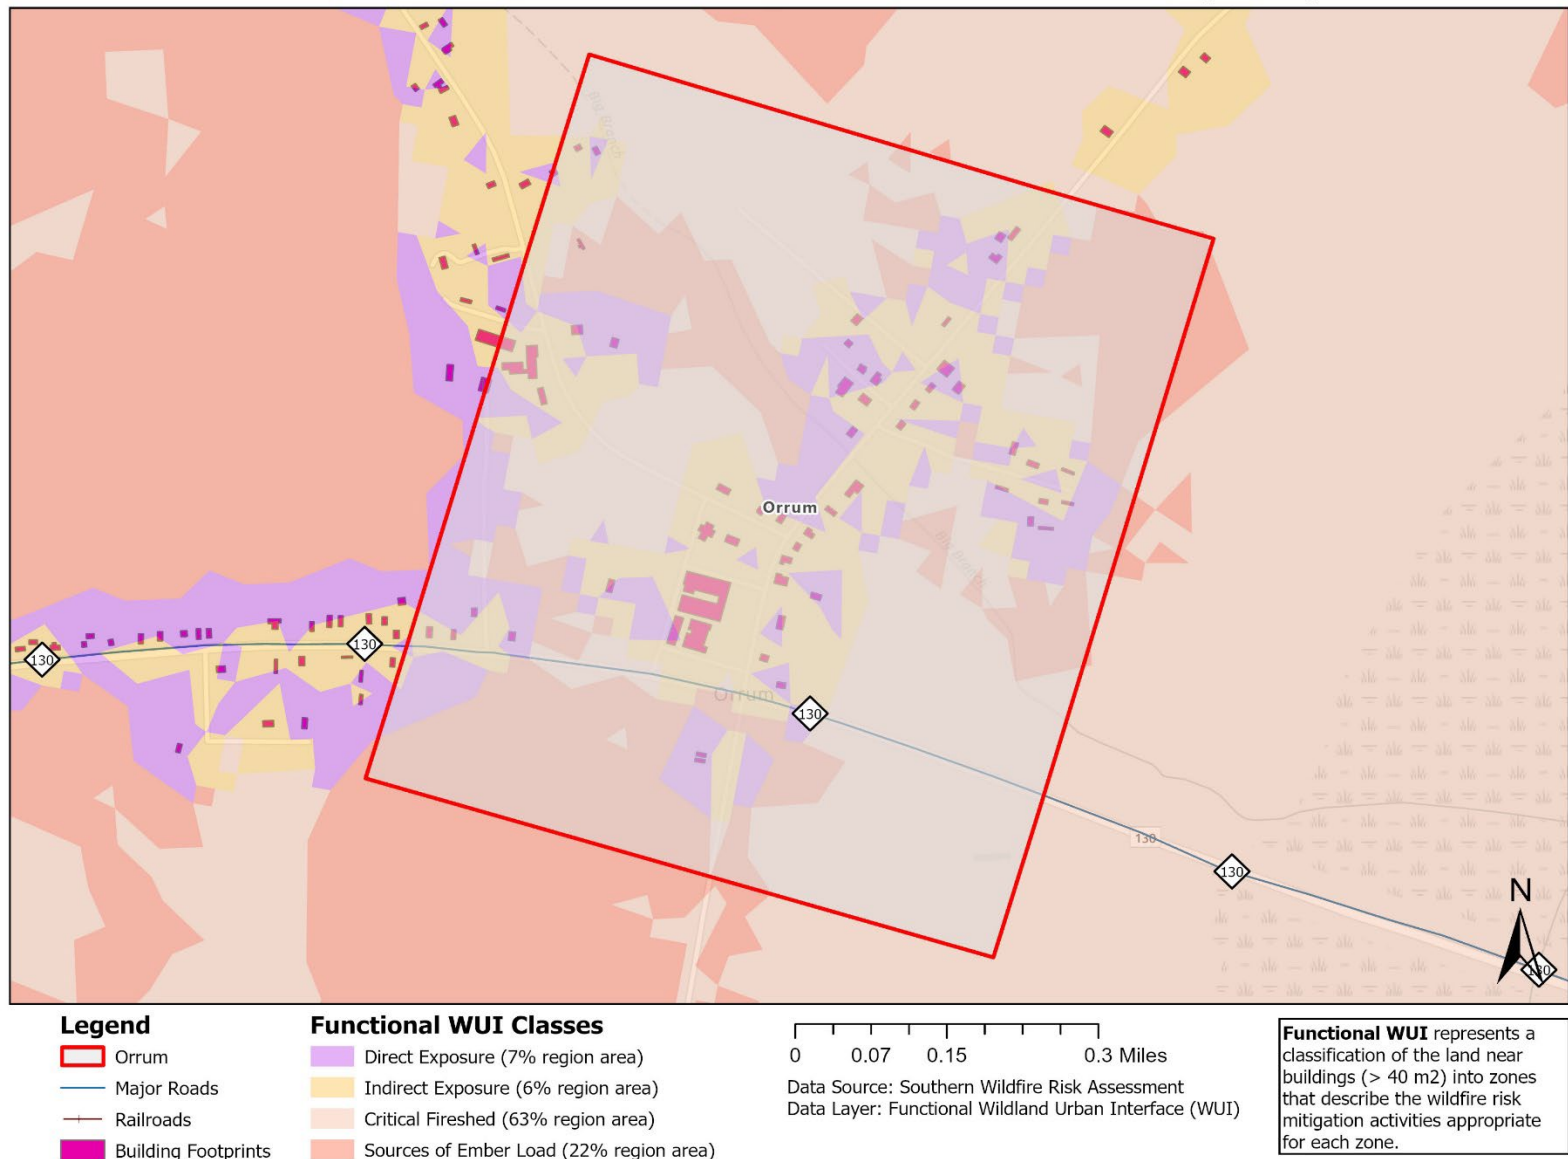 Big Branch
Orrum
Big Branch
130
130
Orrum
130
130
130
130
N
Legend
Orrum
Major Roads
Railroads
Building Footprints
Functional WUI Classes
Direct Exposure (7% region area)
Indirect Exposure (6% region area)
Critical Fireshed (63% region area)
Sources of Ember Load (22% region area)
0 0.07 0.15 0.3 Miles
Data Source: Southern Wildfire Risk Assessment
Data Layer: Functional Wildland Urban Interface (WUI)
Functional WUI represents a
classification of the land near
buildings (> 40 m2) into zones
that describe the wildfire risk
mitigation activities appropriate
for each zone.